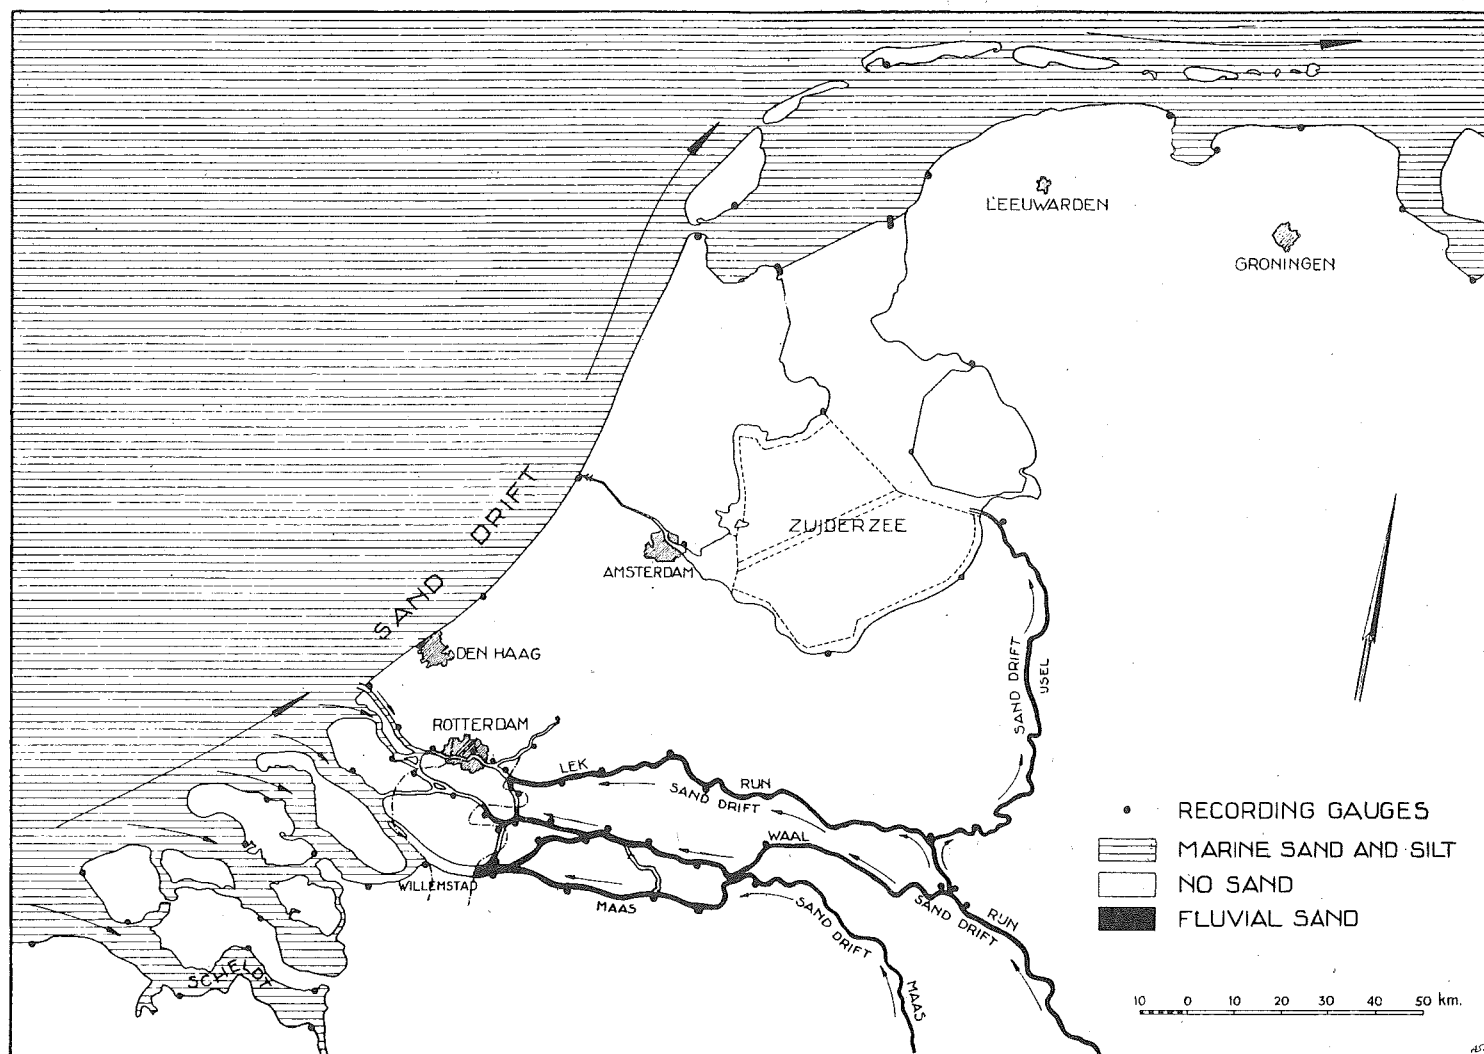 LEEUWARDEN
GRONINGEN
SAND DRIFT
ZUIDERZEE
AMSTERDAM
DEN HAAG
SAND DRIFT
IJSEL
ROTTERDAM
LEK
RIJN
SAND DRIFT
WAAL
WILLEMSTAD
MAAS
SAND DRIFT
SAND DRIFT
RIJN
MAAS
SCHELDT
RECORDING GAUGES
MARINE SAND AND SILT
NO SAND
FLUVIAL SAND
10 0 10 20 30 40 50 km.